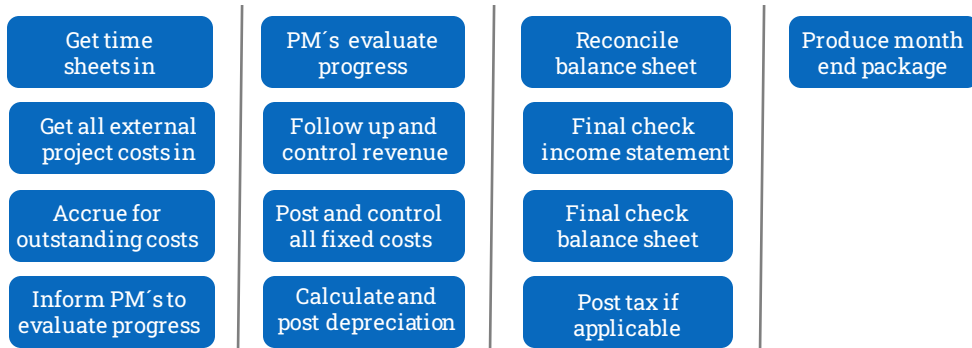 Get time
sheets in
Get all external
project costs in
Accrue for
outstanding costs
Inform PM´s to
evaluate progress
PM´s evaluate
progress
Follow up and
control revenue
Post and control
all fixed costs
Calculate and
post depreciation
Reconcile
balance sheet
Final check
income statement
Final check
balance sheet
Post tax if
applicable
Produce month
end package